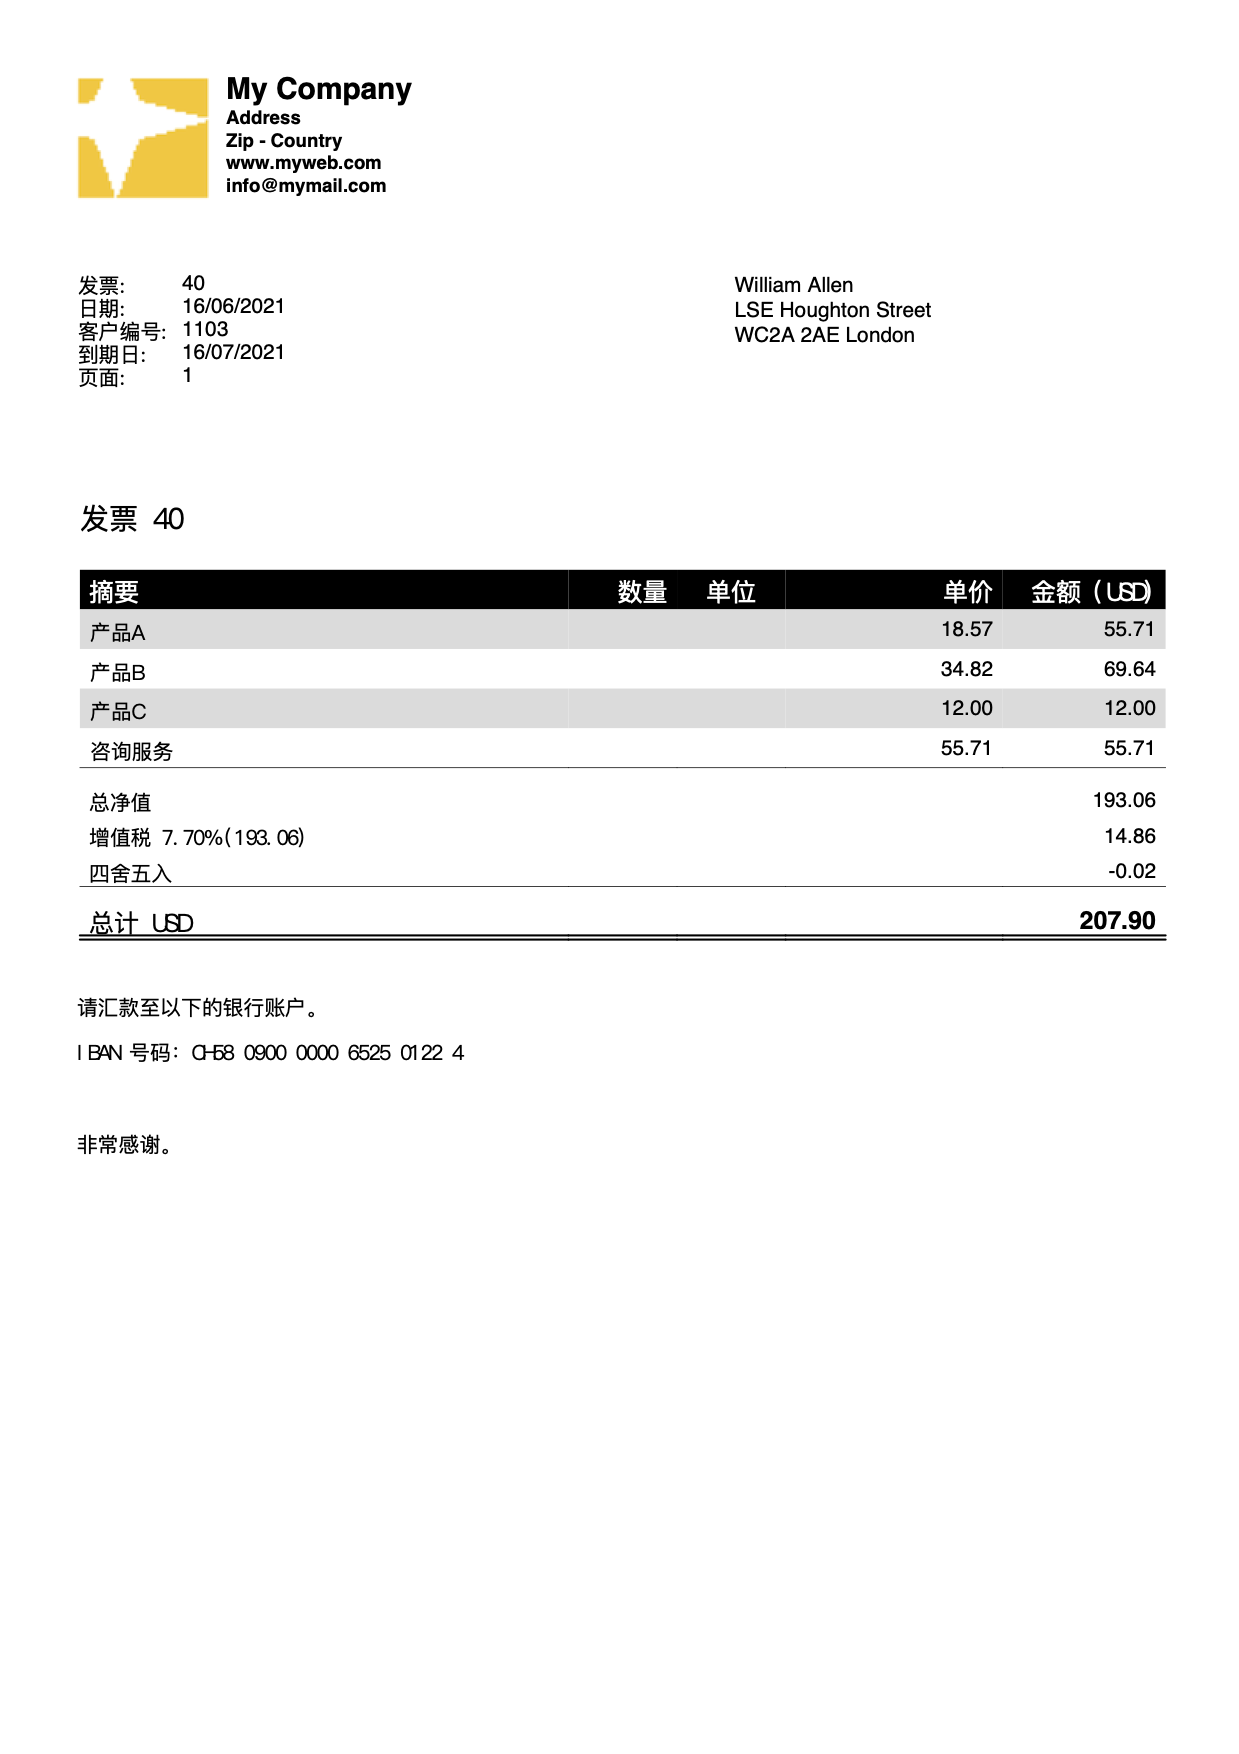 My Company
Address
Zip - Country
www.myweb.com
info@mymail.com
发票: 40
日期: 16/06/2021
客户编号: 1103
到期日: 16/07/2021
页面: 1
William Allen
LSE Houghton Street
WC2A 2AE London
发票 40
摘要 数量 单位 单价 金额（USD)
产品A 18.57 55.71
产品B 34.82 69.64
产品C 12.00 12.00
咨询服务 55.71 55.71
总净值 193.06
增值税 7.70%(193.06) 14.86
四舍五入 -0.02
总计 USD 207.90
请汇款至以下的银行账户。
IBAN 号码：CH58 0900 0000 6525 0122 4
非常感谢。